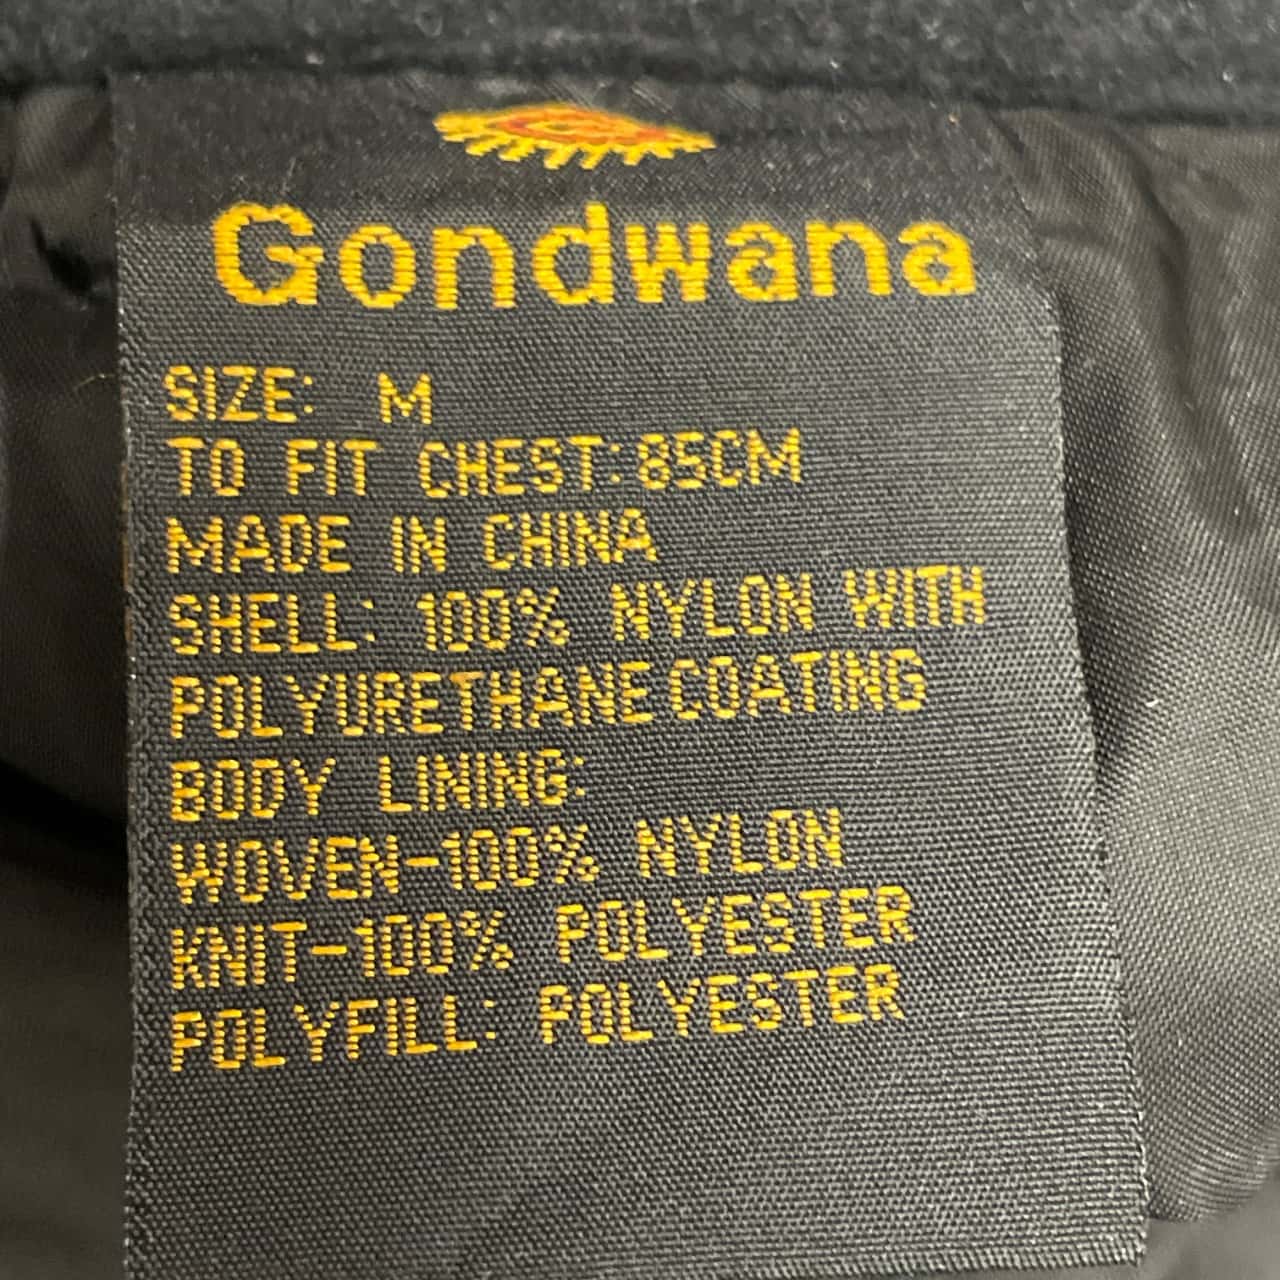 Gondwana
SIZE: M
TO FIT CHEST: 85CM
MADE IN CHINA
SHELL: 100% NYLON WITH
POLYURETHANE COATING
BODY LINING:
WOVEN-100% NYLON
KNIT-100% POLYESTER
POLYFILL: POLYESTER